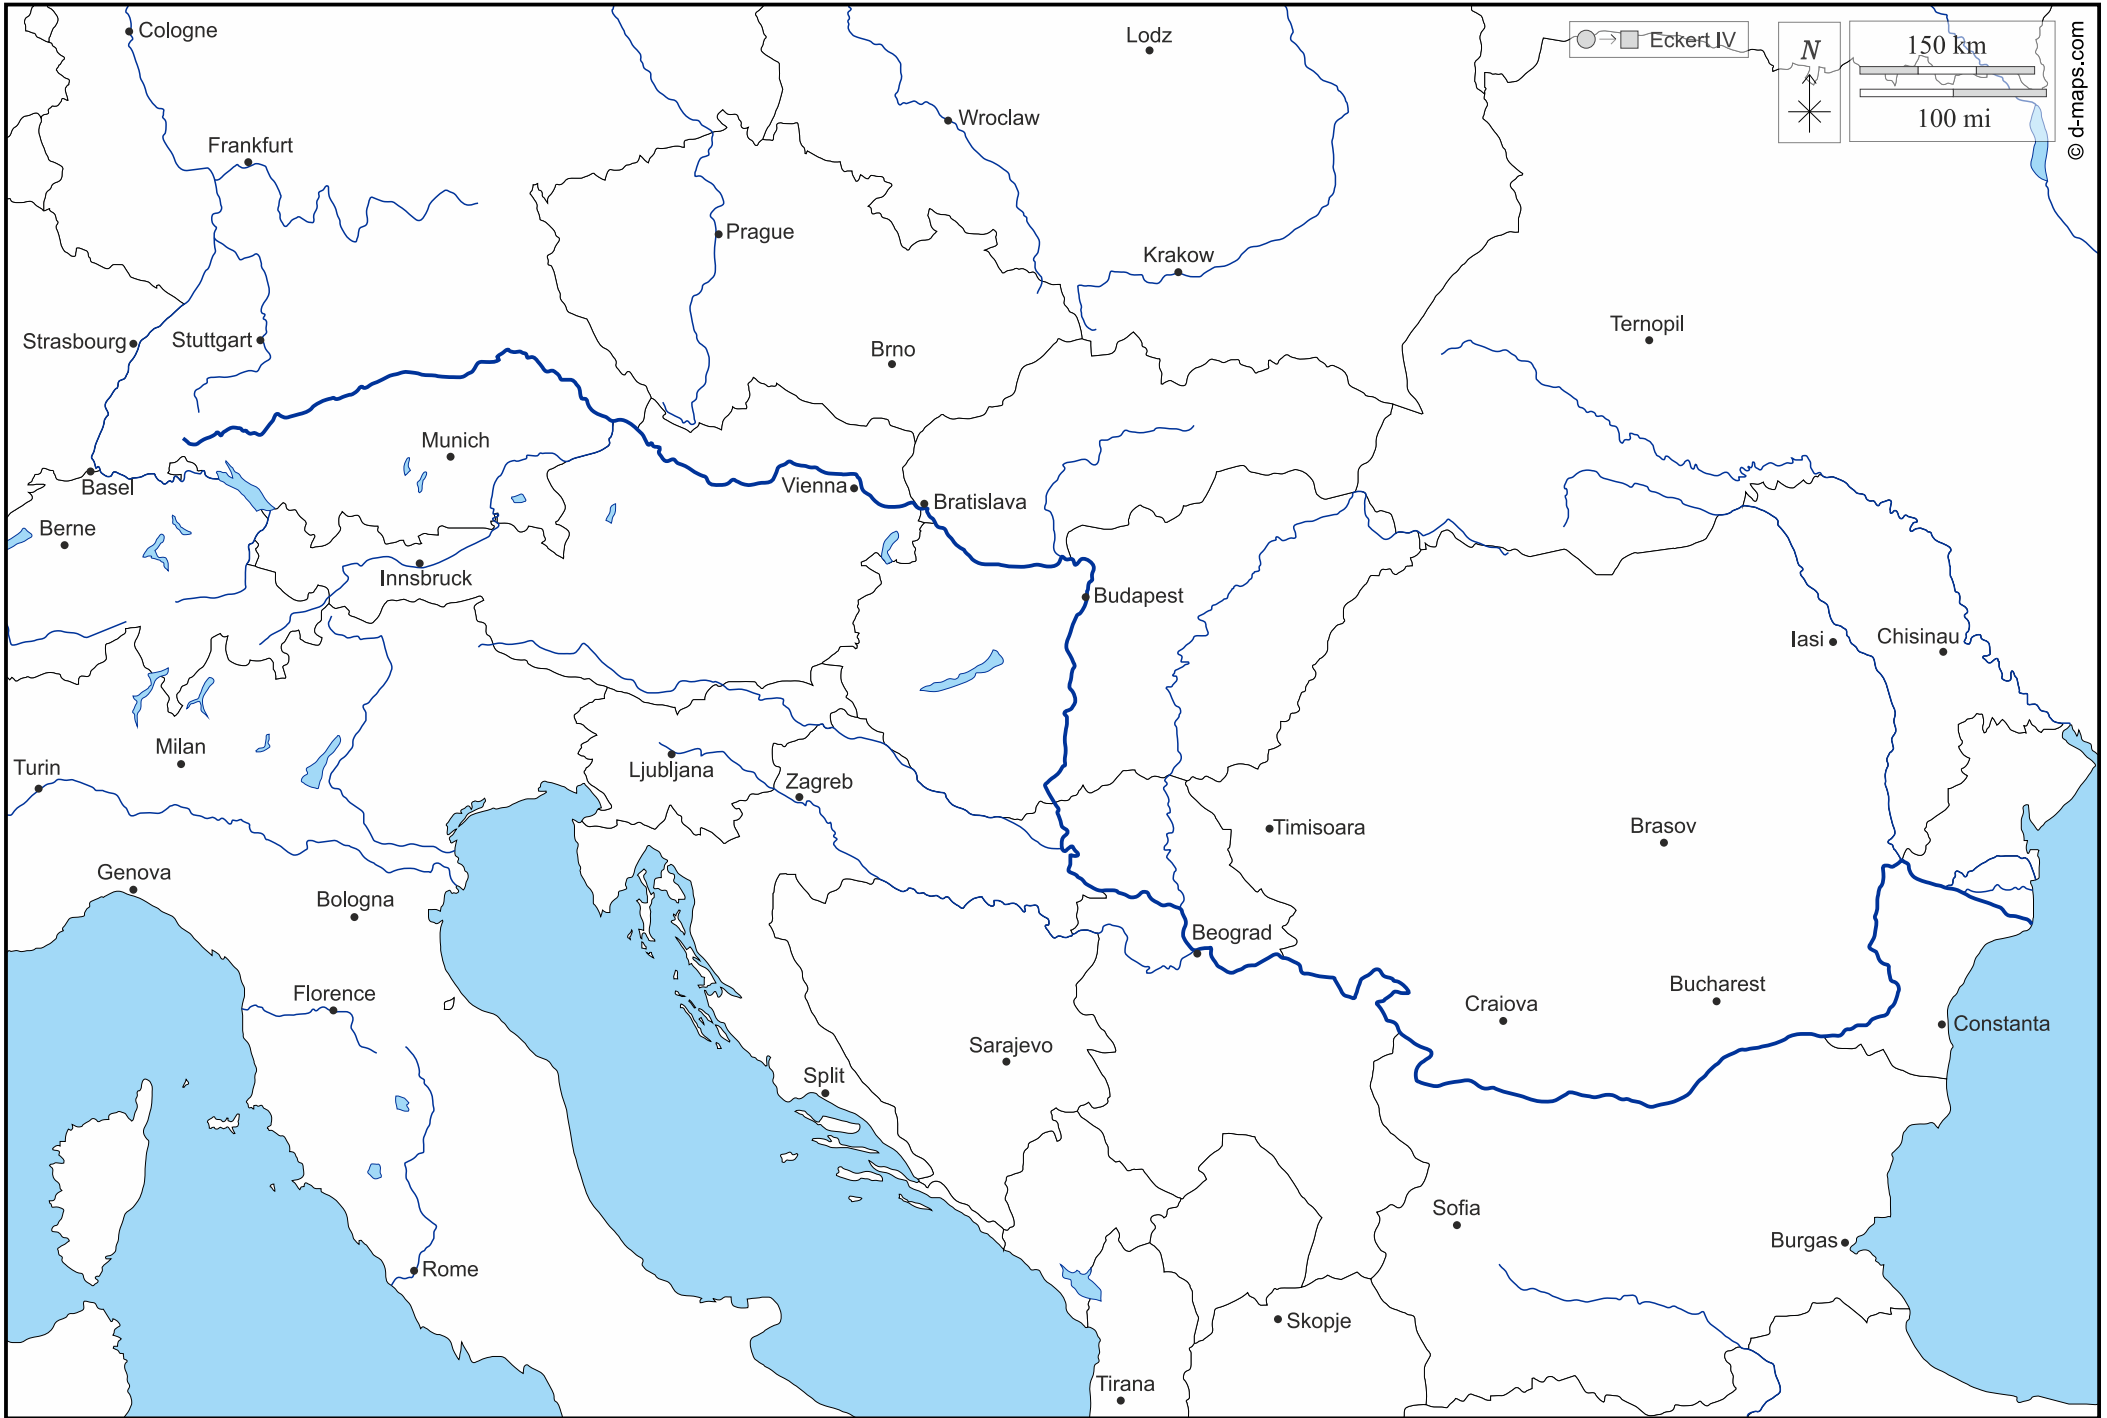 Cologne
Lodz
Eckert IV
N
150 km
100 mi
© d-maps.com
Wroclaw
Frankfurt
Prague
Krakow
Strasbourg
Stuttgart
Brno
Ternopil
Munich
Basel
Vienna
Bratislava
Berne
Innsbruck
Budapest
Iasi
Chisinau
Milan
Turin
Ljubljana
Zagreb
Timisoara
Brasov
Genova
Bologna
Beograd
Florence
Craiova
Bucharest
Constanta
Sarajevo
Split
Sofia
Burgas
Rome
Skopje
Tirana